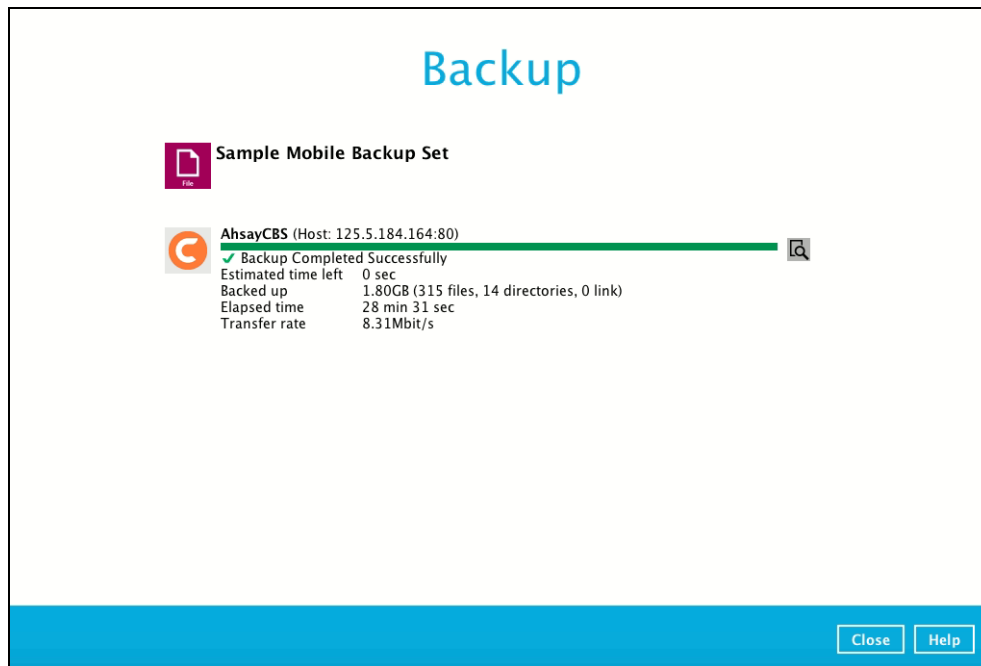 Backup
Sample Mobile Backup Set
File
AhsayCBS (Host: 125.5.184.164:80)
Backup Completed Successfully
Estimated time left 0 sec
Backed up 1.80GB (315 files, 14 directories, 0 link)
Elapsed time 28 min 31 sec
Transfer rate 8.31Mbit/s
Close Help